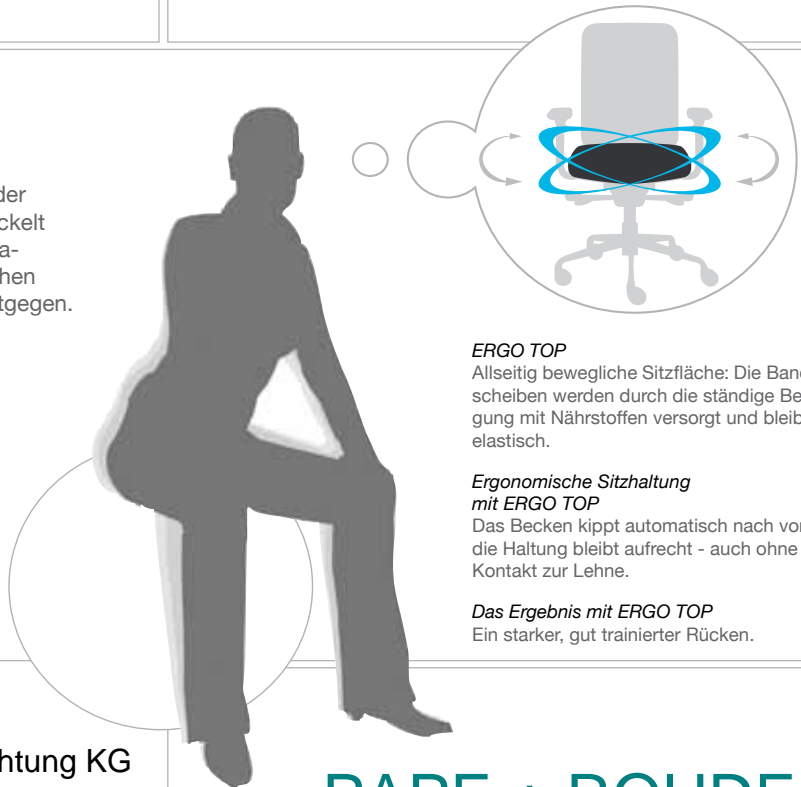 der
ckelt
a-
hen
tgegen.
ERGO TOP
Allseitig bewegliche Sitzfläche: Die Band
scheiben werden durch die ständige Be
gung mit Nährstoffen versorgt und bleib
elastisch.
Ergonomische Sitzhaltung
mit ERGO TOP
Das Becken kippt automatisch nach vor
die Haltung bleibt aufrecht - auch ohne
Kontakt zur Lehne.
Das Ergebnis mit ERGO TOP
Ein starker, gut trainierter Rücken.
htung KG